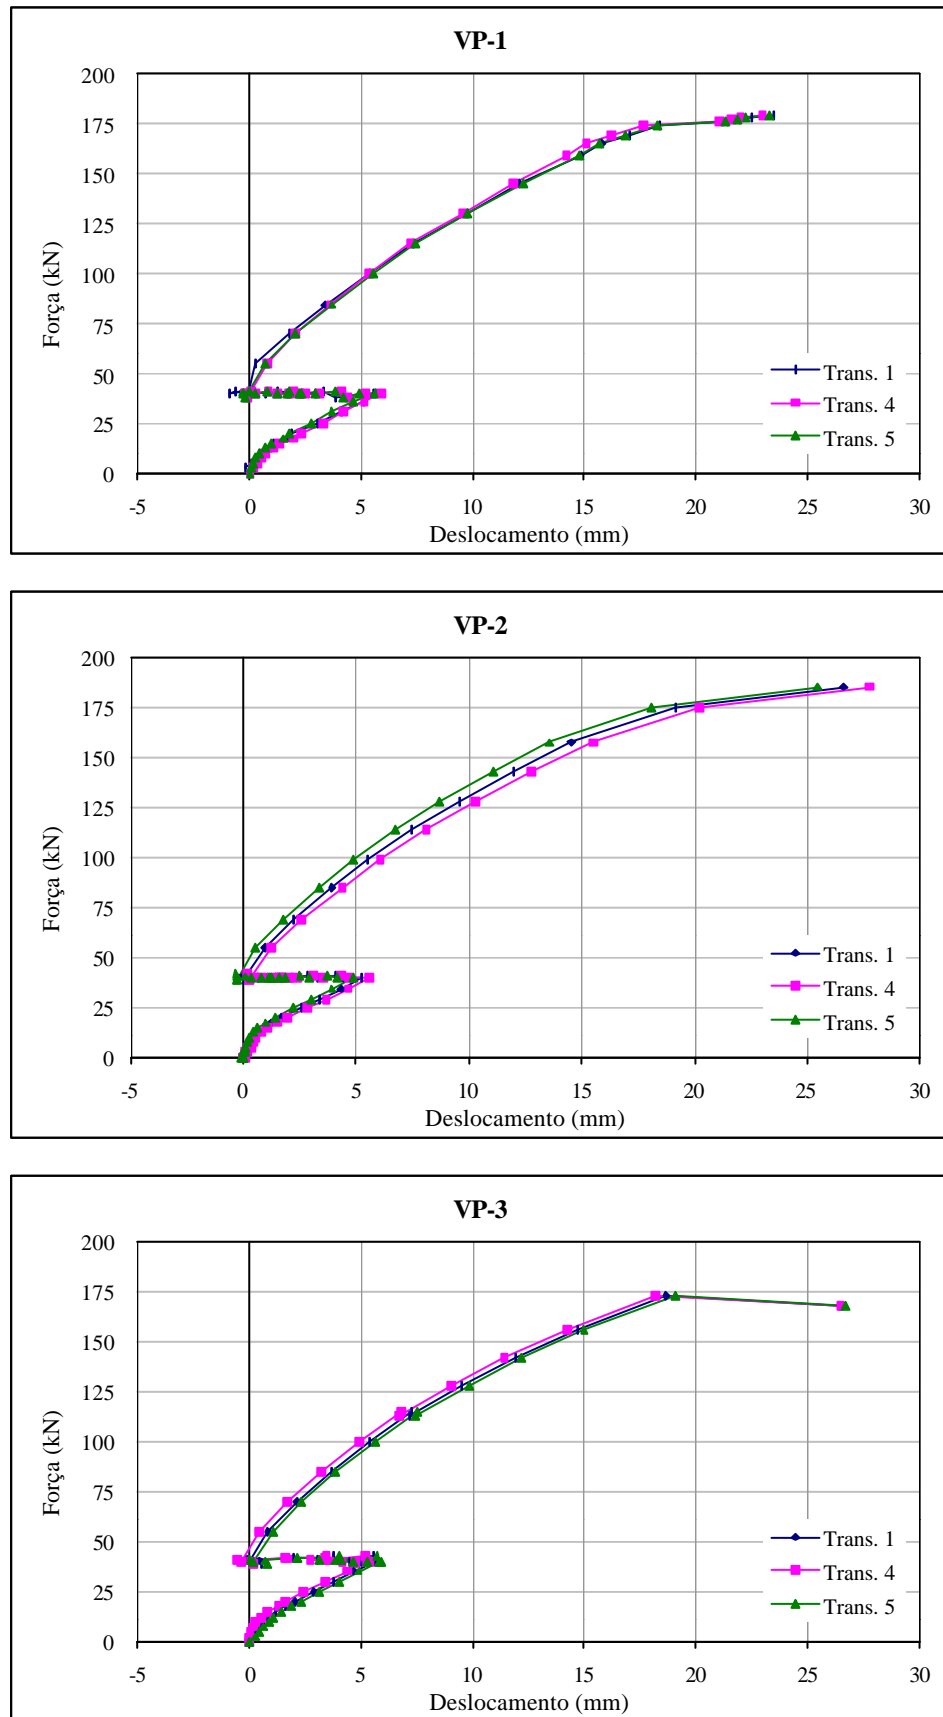 VP-1
200
175
150
125
100
75
50
25
0
Força (kN)
-5 0 5 10 15 20 25 30
Deslocamento (mm)
Trans. 1
Trans. 4
Trans. 5
VP-2
200
175
150
125
100
75
50
25
0
Força (kN)
-5 0 5 10 15 20 25 30
Deslocamento (mm)
Trans. 1
Trans. 4
Trans. 5
VP-3
200
175
150
125
100
75
50
25
0
Força (kN)
-5 0 5 10 15 20 25 30
Deslocamento (mm)
Trans. 1
Trans. 4
Trans. 5